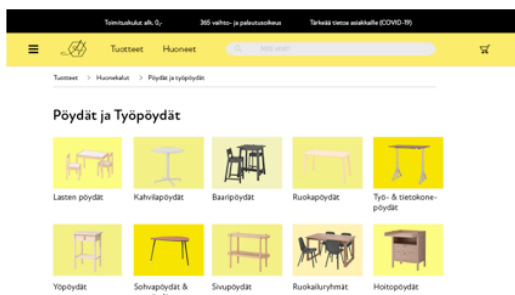 Toimituskulut alk. 0,- 365 vaihto- ja palautusoikeus Tärkeää tietoa asiakkaille (COVID-19)
Tuotteet Huoneet
Tuotteet > Huonekalut > Pöydät ja työpöydät
Pöydät ja Työpöydät
Lasten pöydät Kahvilapöydät Baaripöydät Ruokapöydät Työ- & tietokone-
pöydät
Yöpöydät Sohvapöydät & Sivupöydät Ruokailuryhmät Hoitopöydät